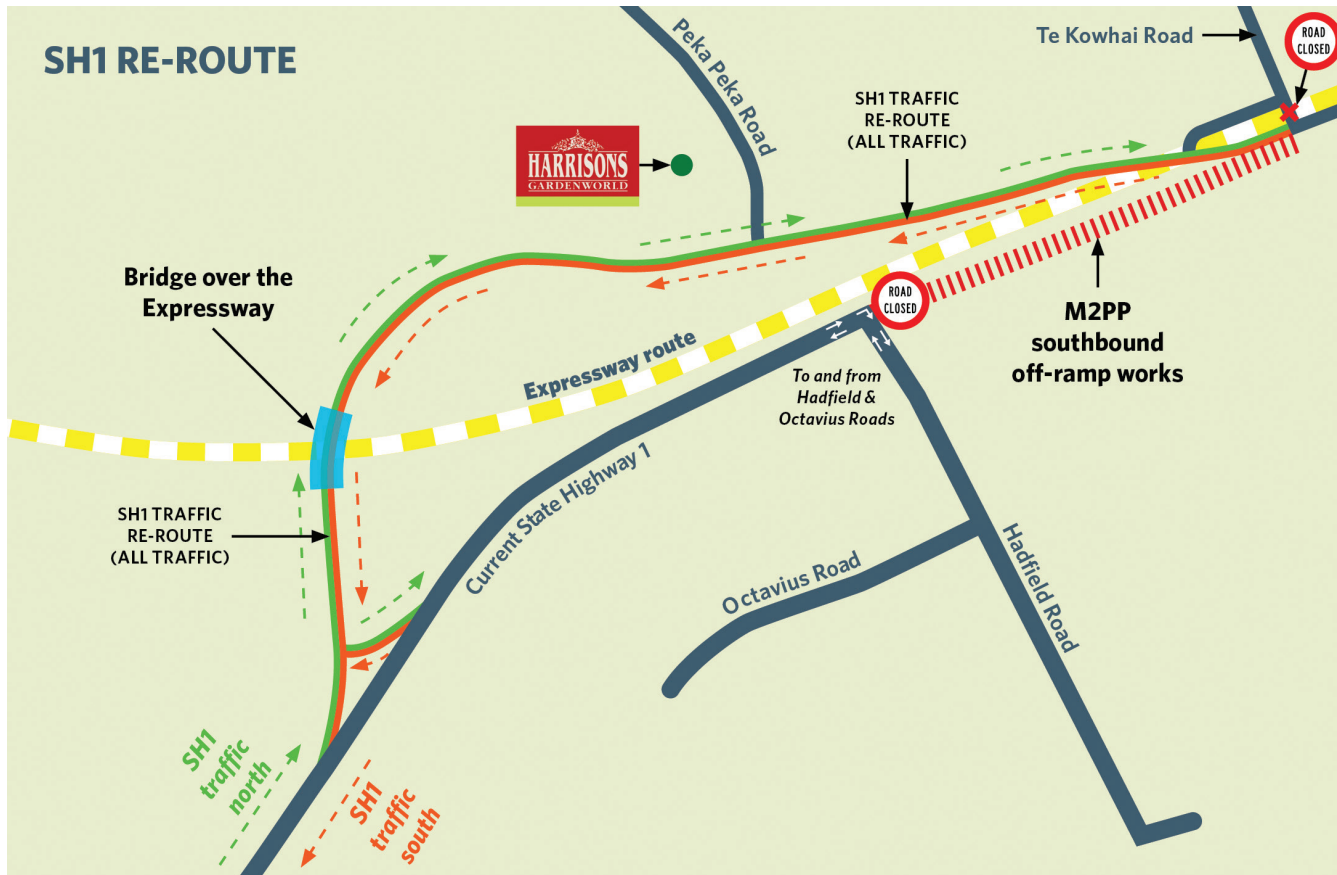 SH1 RE-ROUTE
Peka Peka Road
Te Kowhai Road
ROAD
CLOSED
SH1 TRAFFIC
RE-ROUTE
(ALL TRAFFIC)
HARRISONS
GARDENWORLD
Bridge over the
Expressway
ROAD
CLOSED
M2PP
southbound
off-ramp works
Expressway route
To and from
Hadfield &
Octavius Roads
SH1 TRAFFIC
RE-ROUTE
(ALL TRAFFIC)
Current State Highway 1
Octavius Road
Hadfield Road
SH1
traffic
north
SH1
traffic
south